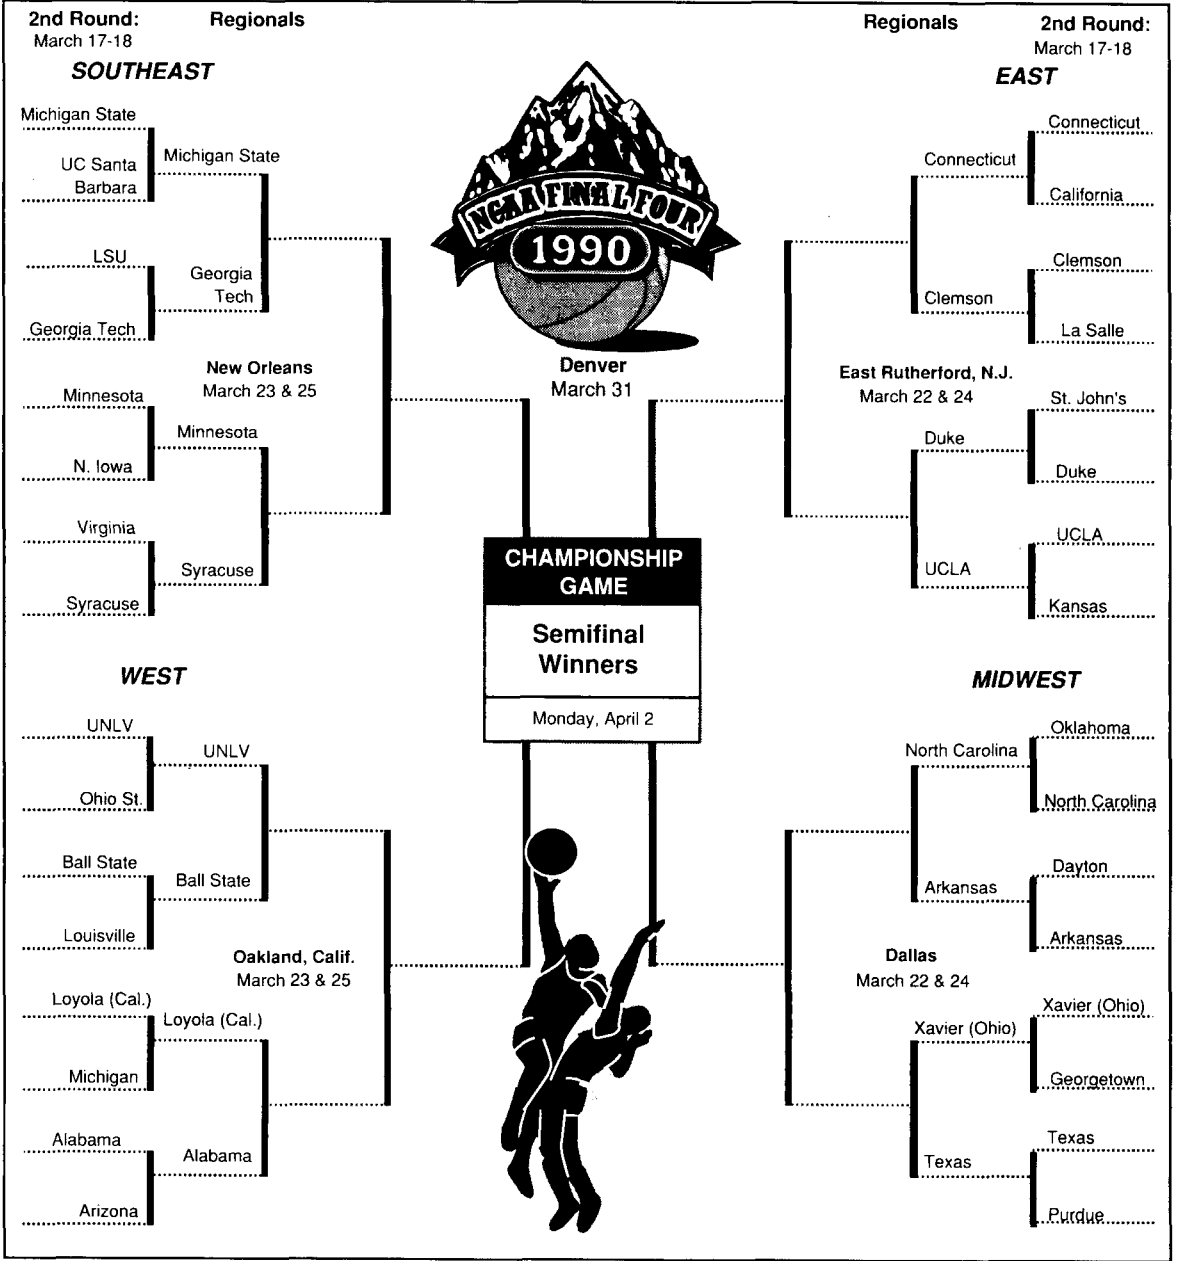 2nd Round:
March 17-18
Regionals
Regionals
2nd Round:
March 17-18
SOUTHEAST
Michigan State
UC Santa
Barbara
LSU
Georgia Tech
Minnesota
N. Iowa
Virginia
Syracuse
Michigan State
Georgia
Tech
New Orleans
March 23 & 25
Minnesota
Syracuse
NCAA FINAL FOUR
1990
Denver
March 31
EAST
Connecticut
Clemson
East Rutherford, N.J.
March 22 & 24
Duke
UCLA
Connecticut
California
Clemson
La Salle
St. John's
Duke
UCLA
Kansas
CHAMPIONSHIP
GAME
Semifinal
Winners
Monday, April 2
WEST
UNLV
Ohio St.
Ball State
Louisville
Loyola (Cal.)
Michigan
Alabama
Arizona
UNLV
Ball State
Oakland, Calif.
March 23 & 25
Loyola (Cal.)
Alabama
MIDWEST
North Carolina
Arkansas
Dallas
March 22 & 24
Xavier (Ohio)
Texas
Oklahoma
North Carolina
Dayton
Arkansas
Xavier (Ohio)
Georgetown
Texas
Purdue